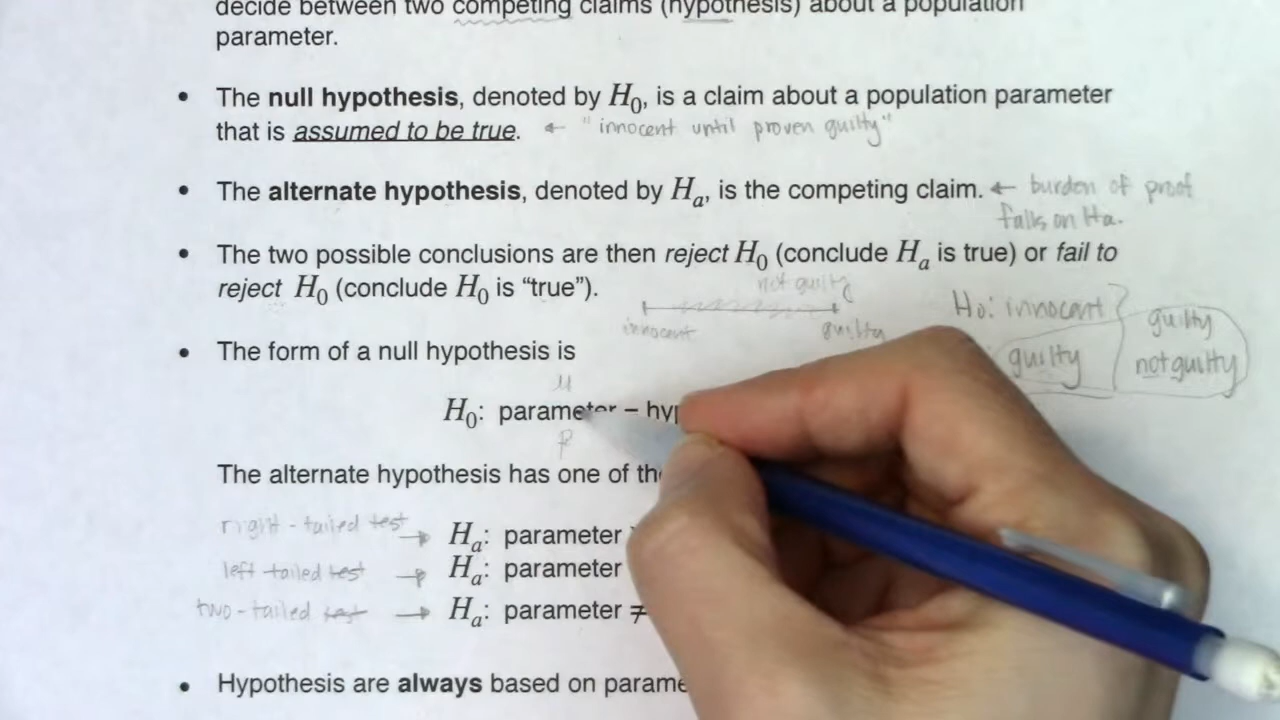 decide between two competing claims (hypothesis) about a population
parameter.
• The null hypothesis, denoted by H₀, is a claim about a population parameter
that is assumed to be true. ← "innocent until proven guilty"
• The alternate hypothesis, denoted by Hₐ, is the competing claim. ← burden of proof
falls on Ha.
• The two possible conclusions are then reject H₀ (conclude Hₐ is true) or fail to
reject H₀ (conclude H₀ is "true").
not guilty
innocent guilty
H₀: innocent
guilty
guilty
not guilty
• The form of a null hypothesis is
μ
H₀: parameter – hyp
p
The alternate hypothesis has one of the
right-tailed test → Hₐ: parameter
left-tailed test → Hₐ: parameter
two-tailed test → Hₐ: parameter ≠
• Hypothesis are always based on parame